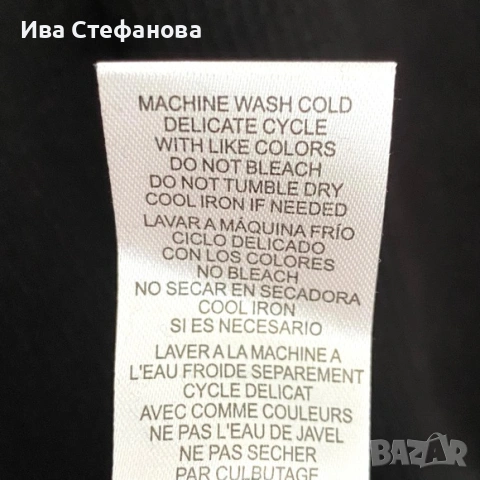 Ива Стефанова
MACHINE WASH COLD
DELICATE CYCLE
WITH LIKE COLORS
DO NOT BLEACH
DO NOT TUMBLE DRY
COOL IRON IF NEEDED
LAVAR A MÁQUINA FRÍO
CICLO DELICADO
CON LOS COLORES
NO BLEACH
NO SECAR EN SECADORA
COOL IRON
SI ES NECESARIO
LAVER A LA MACHINE A
L'EAU FROIDE SEPAREMENT
CYCLE DELICAT
AVEC COMME COULEURS
NE PAS L'EAU DE JAVEL
NE PAS SECHER
PAR CULBUTAGE
BAZAR